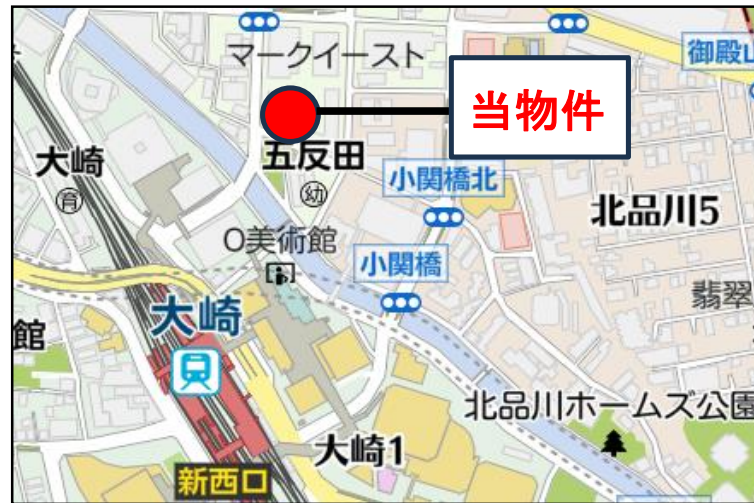 マークイースト
御殿山
当物件
大崎
育
五反田
幼
小関橋北
北品川5
O美術館
小関橋
翡翠
大崎
館
北品川ホームズ公園
大崎1
新西口